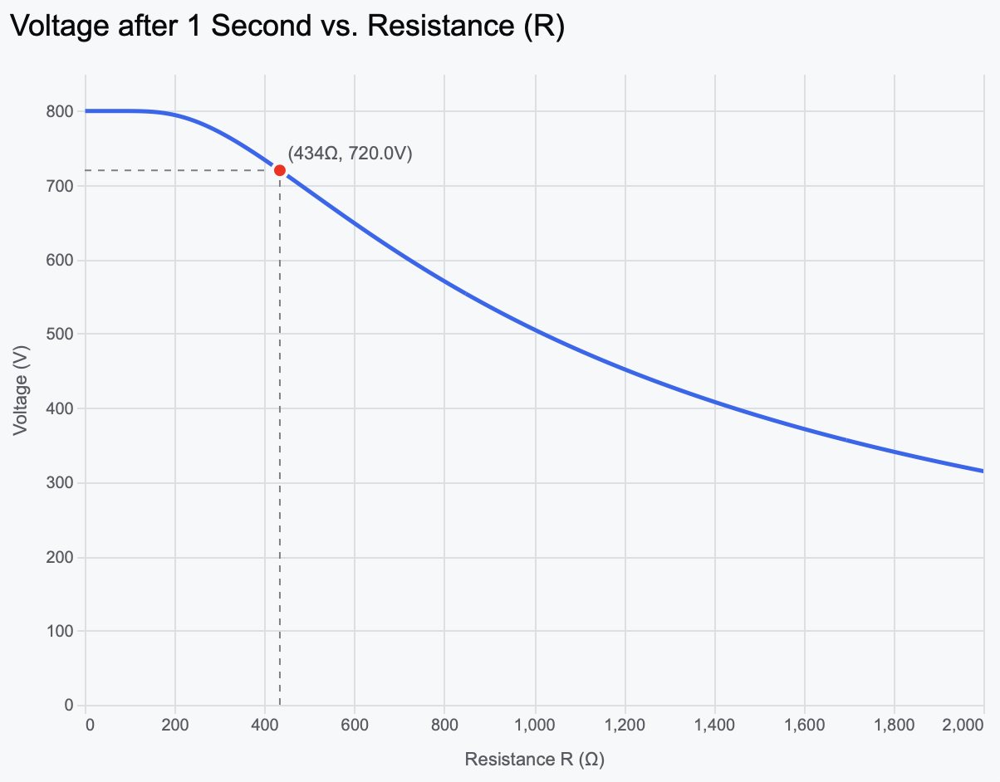 Voltage after 1 Second vs. Resistance (R)
800
(434Ω, 720.0V)
700
600
500
Voltage (V)
400
300
200
100
0
0 200 400 600 800 1,000 1,200 1,400 1,600 1,800 2,000
Resistance R (Ω)